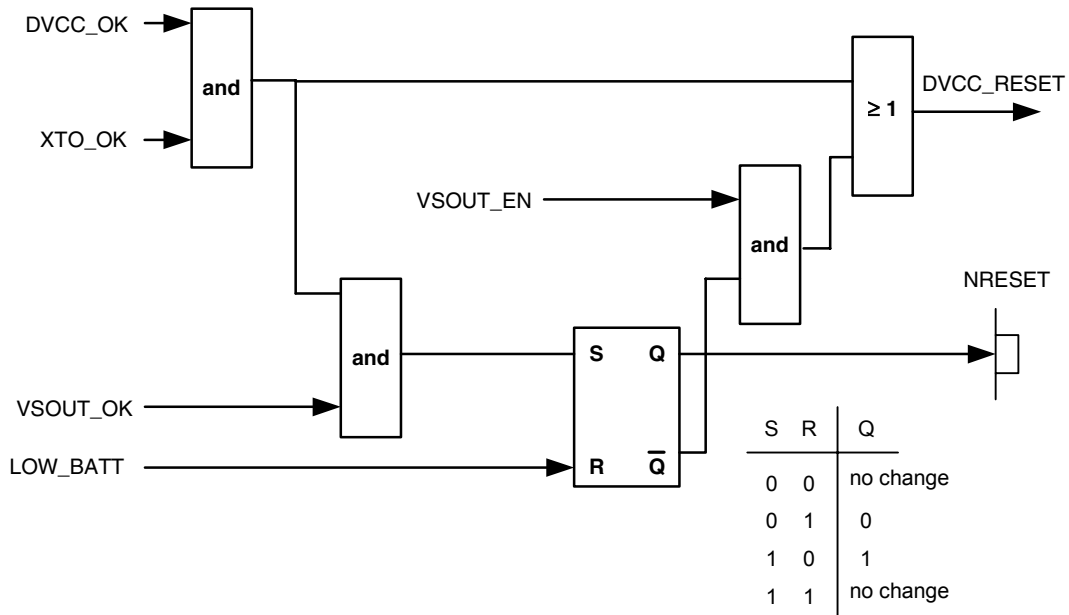 DVCC_OK
and
XTO_OK
≥ 1
DVCC_RESET
VSOUT_EN
and
NRESET
and
S Q
R Q̅
VSOUT_OK
LOW_BATT
S R Q
0 0 no change
0 1 0
1 0 1
1 1 no change